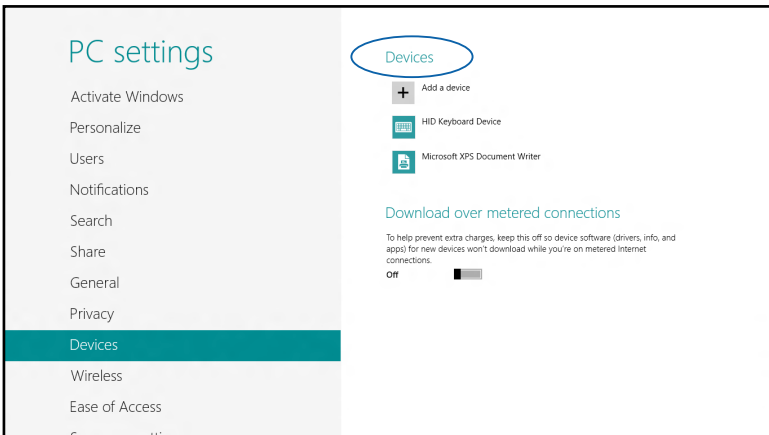 PC settings
Activate Windows
Personalize
Users
Notifications
Search
Share
General
Privacy
Devices
Wireless
Ease of Access
Devices
Add a device
HID Keyboard Device
Microsoft XPS Document Writer
Download over metered connections
To help prevent extra charges, keep this off so device software (drivers, info, and
apps) for new devices won't download while you're on metered Internet
connections.
Off